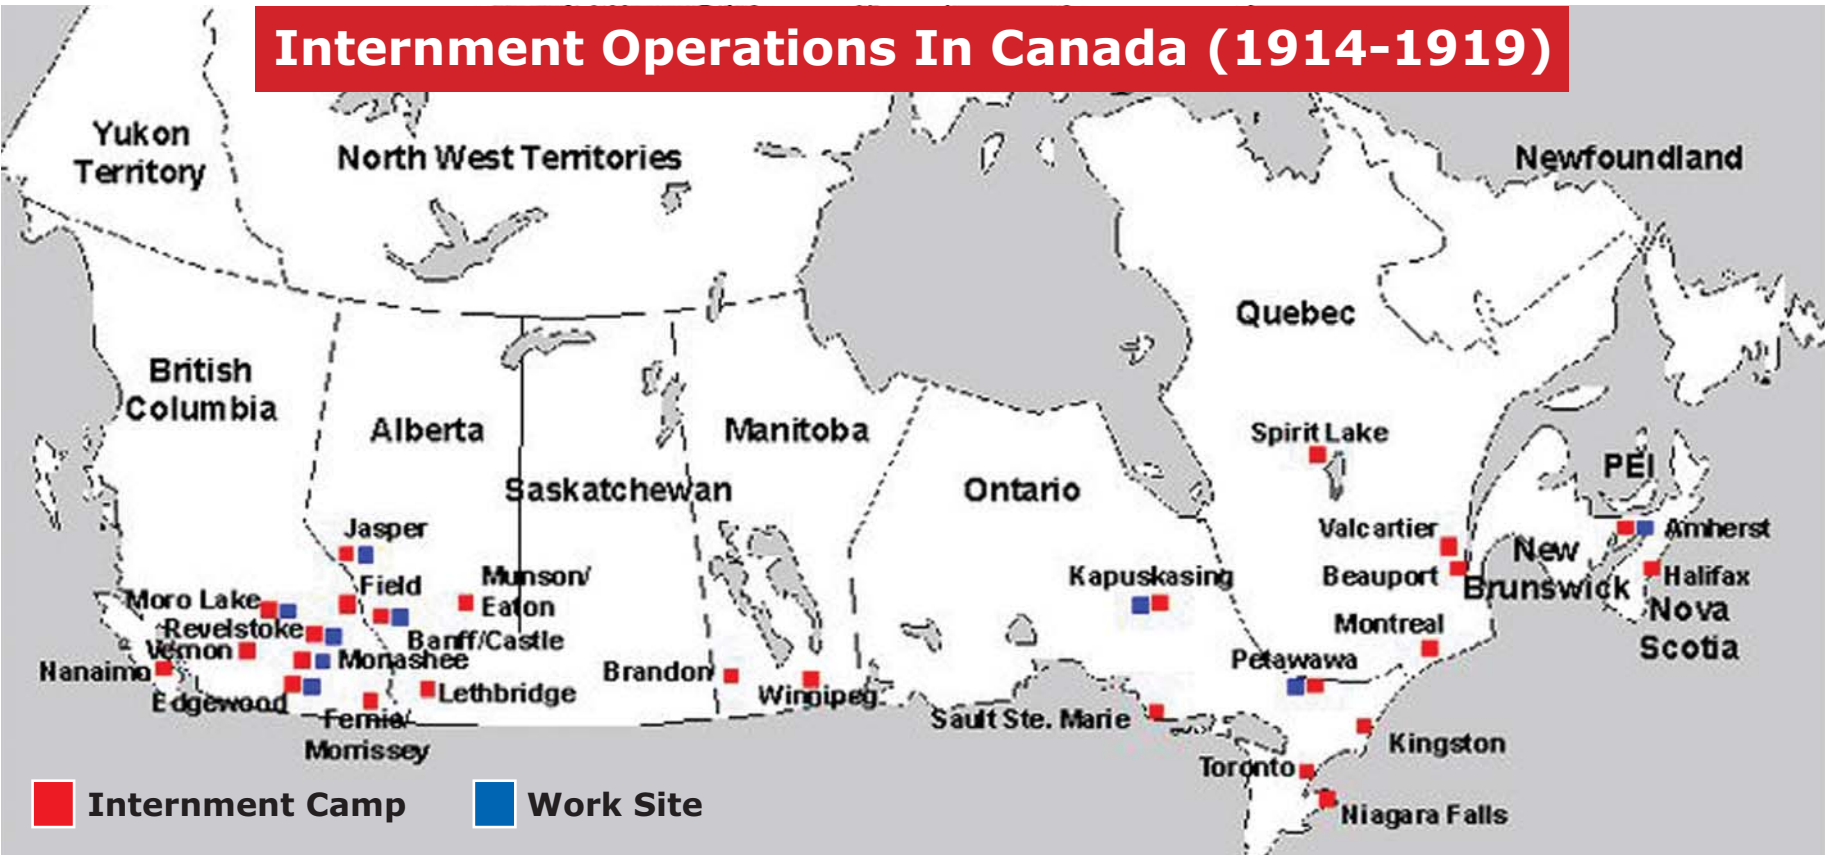 Internment Operations In Canada (1914-1919)
Yukon
Territory
North West Territories
Newfoundland
Quebec
British
Columbia
Alberta
Manitoba
Saskatchewan
Ontario
Spirit Lake
PEI
Jasper
Valcartier
Amherst
New
Brunswick
Field
Munson/
Eaton
Kapuskasing
Beauport
Halifax
Moro Lake
Nova
Scotia
Revelstoke
Banff/Castle
Montreal
Vernon
Monashee
Petawawa
Nanaimo
Brandon
Edgewood
Lethbridge
Winnipeg
Fernie/
Morrissey
Sault Ste. Marie
Kingston
Toronto
Niagara Falls
Internment Camp
Work Site